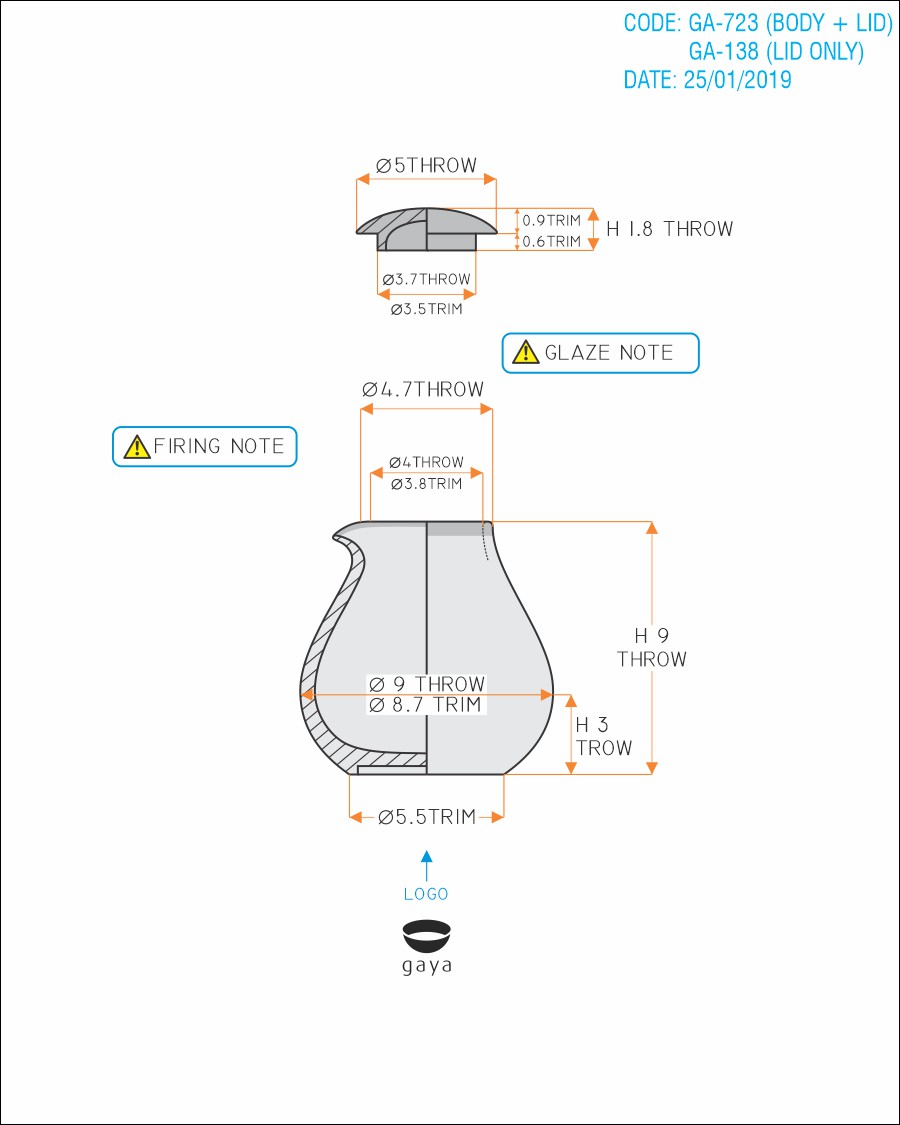 CODE: GA-723 (BODY + LID)
GA-138 (LID ONLY)
DATE: 25/01/2019
Ø5THROW
0.9TRIM
H 1.8 THROW
0.6TRIM
Ø3.7THROW
Ø3.5TRIM
GLAZE NOTE
Ø4.7THROW
FIRING NOTE
Ø4THROW
Ø3.8TRIM
H 9
THROW
Ø 9 THROW
Ø 8.7 TRIM
H 3
TROW
Ø5.5TRIM
LOGO
gaya